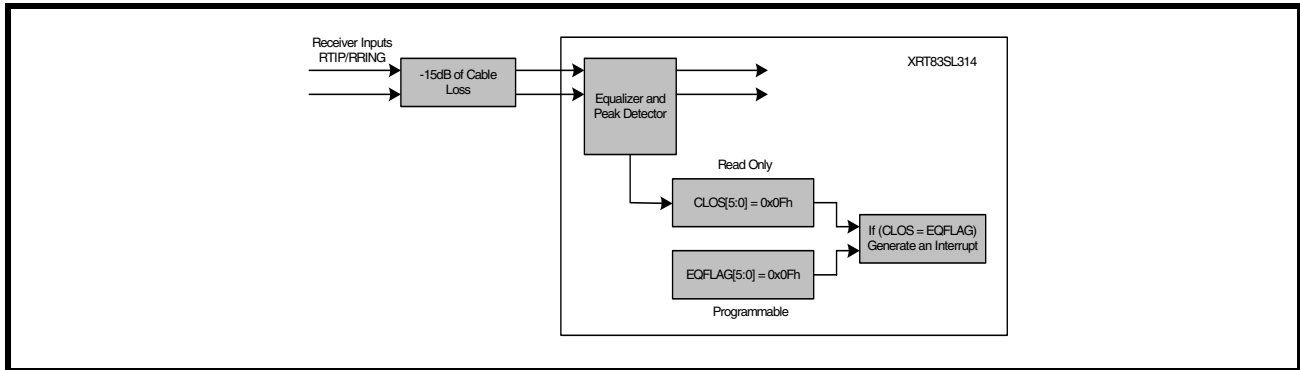 Receiver Inputs
RTIP/RRING
-15dB of Cable
Loss
XRT83SL314
Equalizer and
Peak Detector
Read Only
CLOS[5:0] = 0x0Fh
If (CLOS = EQFLAG)
Generate an Interrupt
EQFLAG[5:0] = 0x0Fh
Programmable